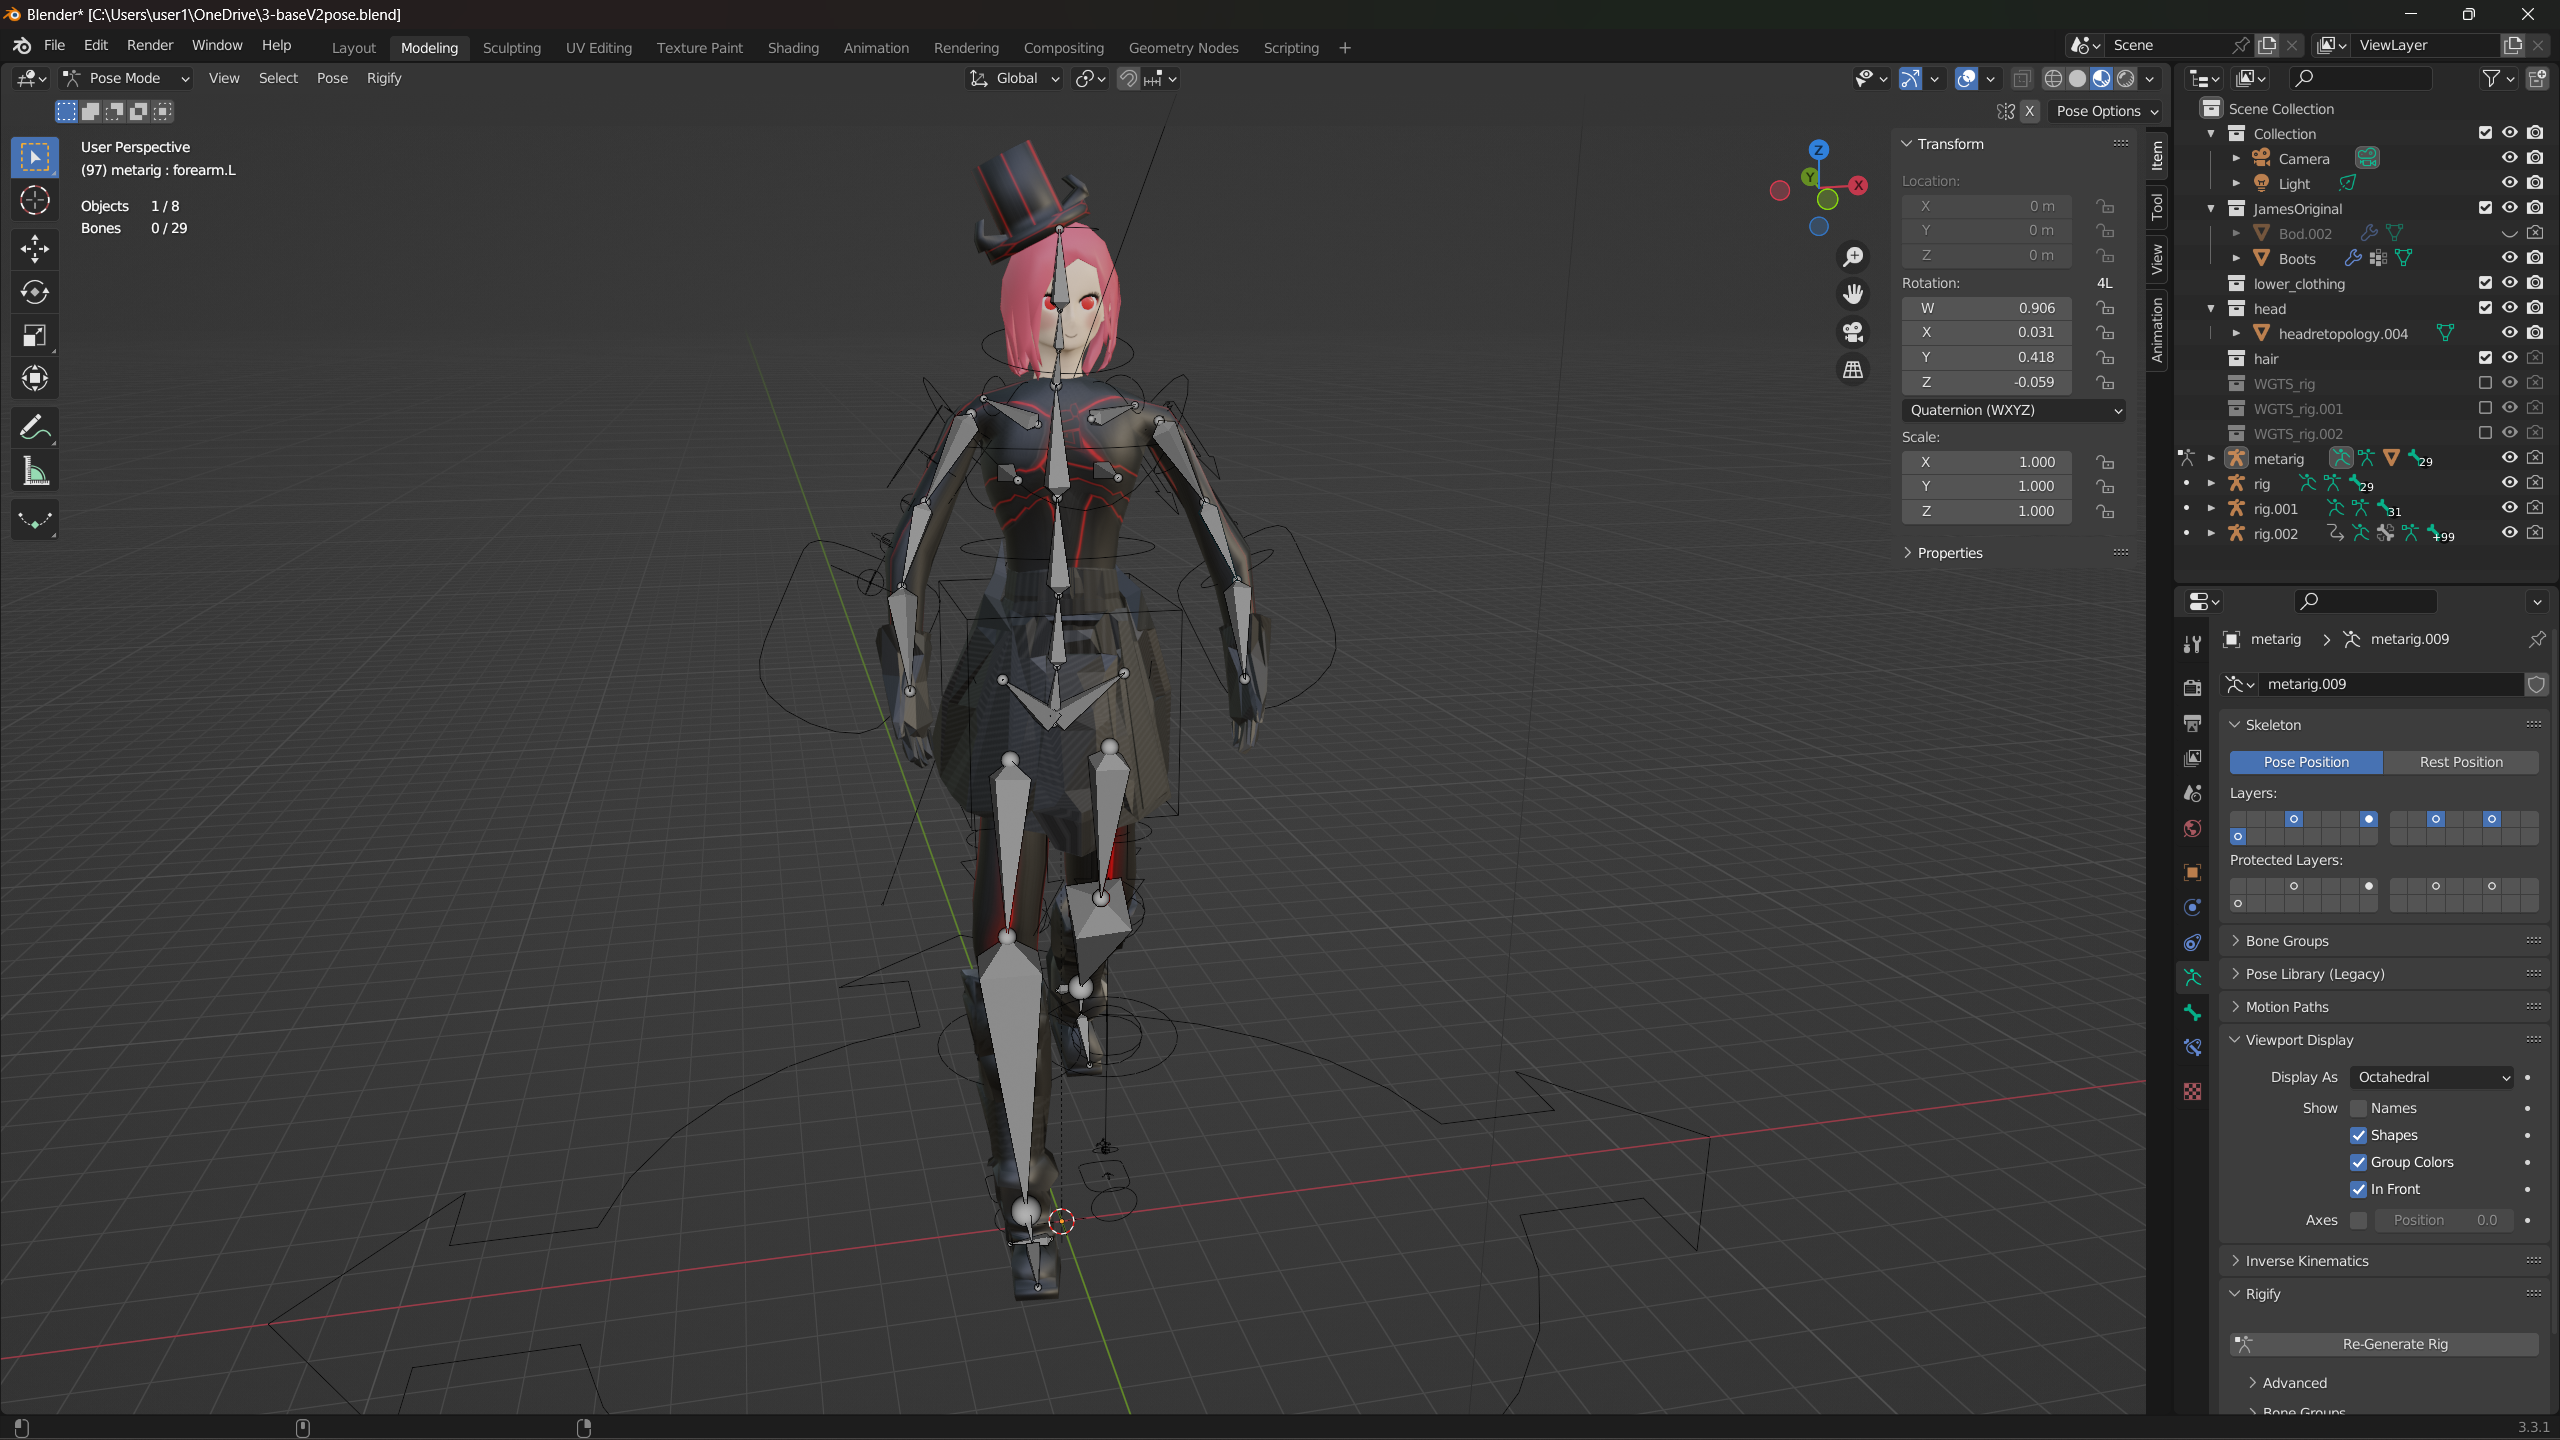 Blender* [C:\Users\user1\OneDrive\3-baseV2pose.blend]
File Edit Render Window Help Layout Modeling Sculpting UV Editing Texture Paint Shading Animation Rendering Compositing Geometry Nodes Scripting + Scene ViewLayer
Pose Mode View Select Pose Rigify Global
X Pose Options
User Perspective
(97) metarig : forearm.L
Objects 1 / 8
Bones 0 / 29
Z
Y
X
Transform
Location:
X 0 m
Y 0 m
Z 0 m
Rotation: 4L
W 0.906
X 0.031
Y 0.418
Z -0.059
Quaternion (WXYZ)
Scale:
X 1.000
Y 1.000
Z 1.000
Properties
Item
Tool
View
Animation
Scene Collection
Collection
Camera
Light
JamesOriginal
Bod.002
Boots
lower_clothing
head
headretopology.004
hair
WGTS_rig
WGTS_rig.001
WGTS_rig.002
metarig 29
rig 29
rig.001 31
rig.002 +99
metarig > metarig.009
metarig.009
Skeleton
Pose Position Rest Position
Layers:
Protected Layers:
Bone Groups
Pose Library (Legacy)
Motion Paths
Viewport Display
Display As Octahedral
Show Names
Shapes
Group Colors
In Front
Axes Position 0.0
Inverse Kinematics
Rigify
Re-Generate Rig
Advanced
Bone Groups
3.3.1